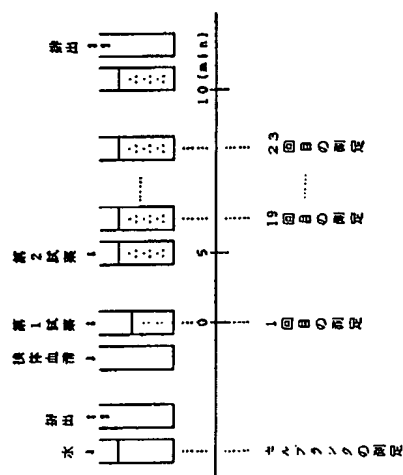 水
排出
検体血清
第1試薬
第2試薬
排出
0
5
10(min)
セルブランクの測定
1回目の測定
19回目の測定
23回目の測定